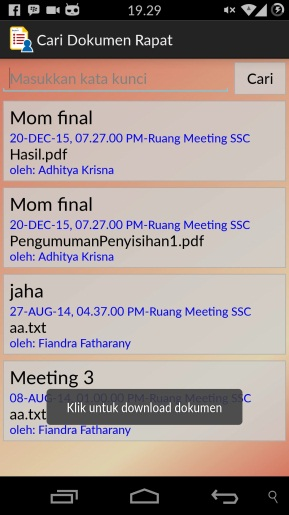 19.29
Cari Dokumen Rapat
Masukkan kata kunci
Cari
Mom final
20-DEC-15, 07.27.00 PM-Ruang Meeting SSC
Hasil.pdf
oleh: Adhitya Krisna
Mom final
20-DEC-15, 07.27.00 PM-Ruang Meeting SSC
PengumumanPenyisihan1.pdf
oleh: Adhitya Krisna
jaha
27-AUG-14, 04.37.00 PM-Ruang Meeting SSC
aa.txt
oleh: Fiandra Fatharany
Meeting 3
08-AUG-14, 01.00.00 PM-Ruang Meeting SSC
aa.txt
Klik untuk download dokumen
oleh: Fiandra Fatharany